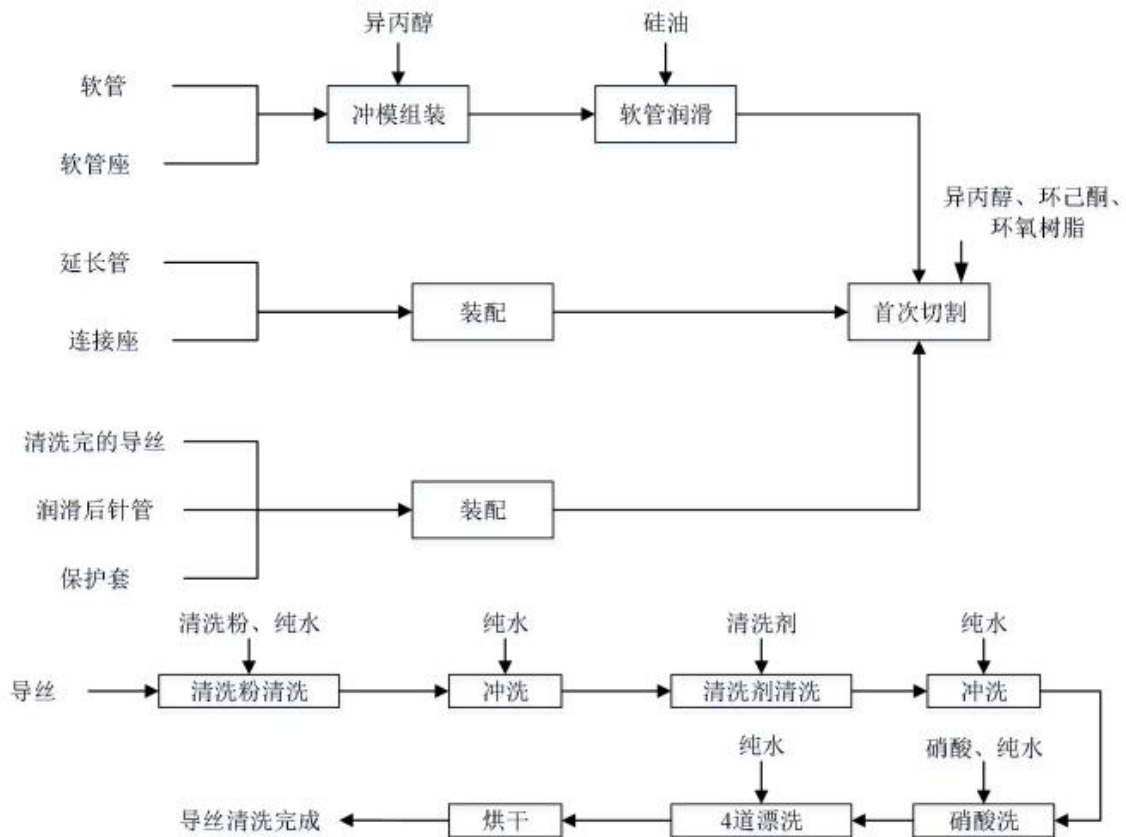 异丙醇
硅油
软管
冲模组装
软管润滑
软管座
异丙醇、环己酮、
环氧树脂
延长管
装配
首次切割
连接座
清洗完的导丝
润滑后针管
装配
保护套
清洗粉、纯水
纯水
清洗剂
纯水
导丝
清洗粉清洗
冲洗
清洗剂清洗
冲洗
纯水
硝酸、纯水
导丝清洗完成
烘干
4道漂洗
硝酸洗